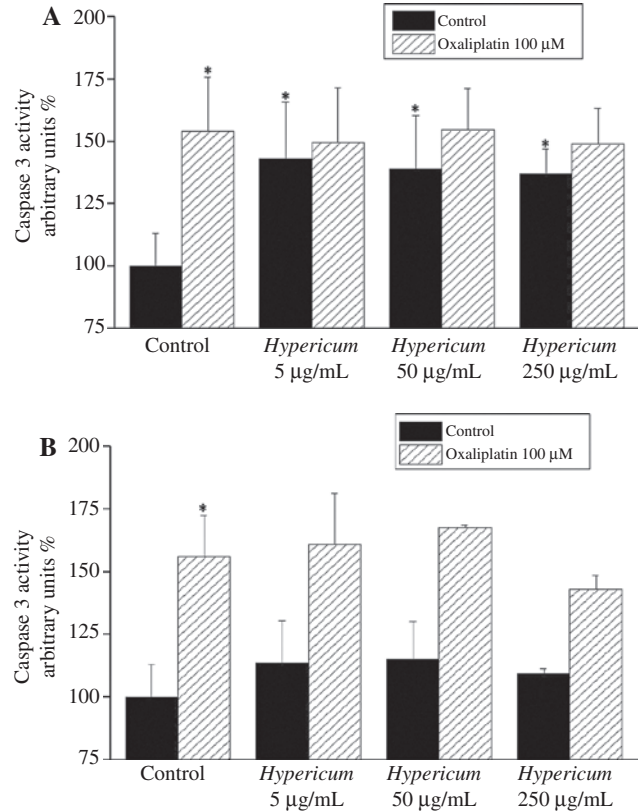 A
200
175
150
125
100
75
Caspase 3 activity
arbitrary units %
Control
Oxaliplatin 100 μM
*
*
*
*
Control
Hypericum
5 μg/mL
Hypericum
50 μg/mL
Hypericum
250 μg/mL
B
200
175
150
125
100
75
Caspase 3 activity
arbitrary units %
Control
Oxaliplatin 100 μM
*
Control
Hypericum
5 μg/mL
Hypericum
50 μg/mL
Hypericum
250 μg/mL